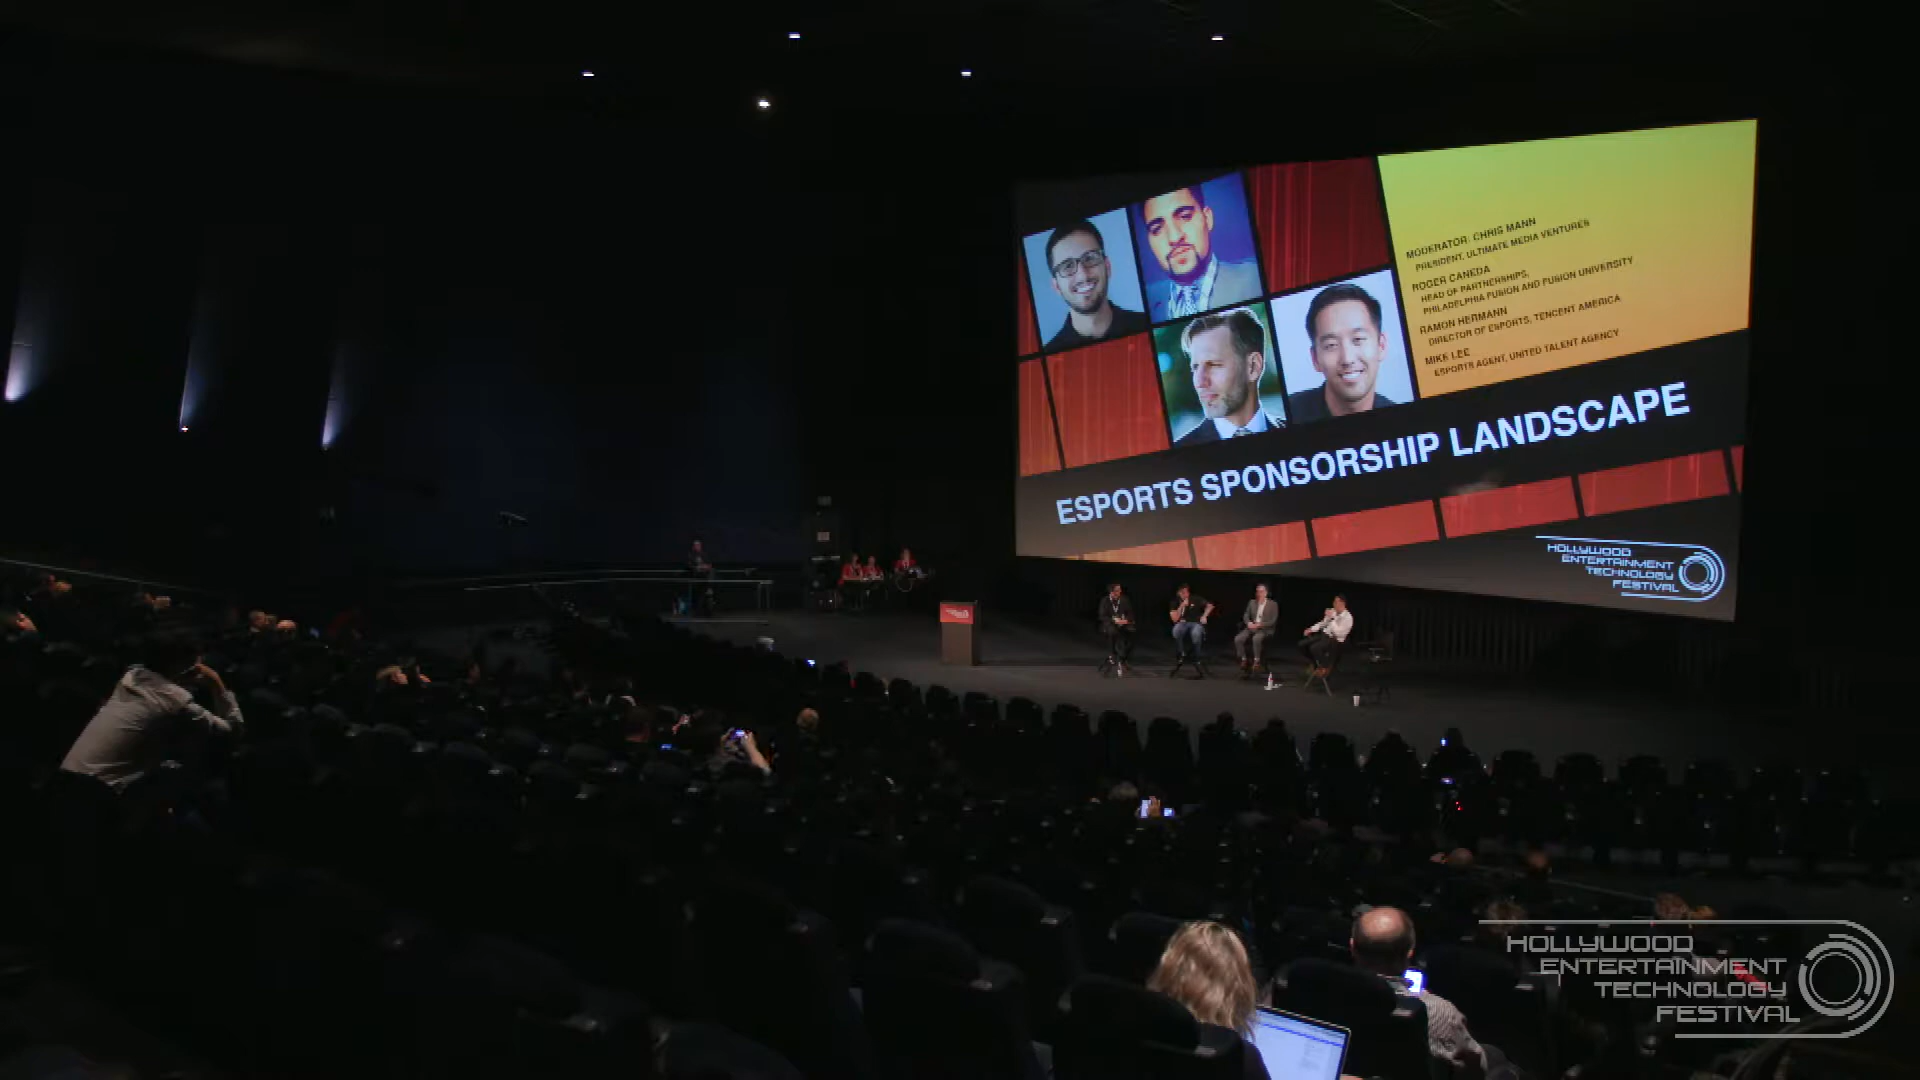 MODERATOR: CHRIS MANN
PRESIDENT, ULTIMATE MEDIA VENTURES
ROGER CANEDA
HEAD OF PARTNERSHIPS,
PHILADELPHIA FUSION AND FUSION UNIVERSITY
RAMON HERMANN
DIRECTOR OF ESPORTS, TENCENT AMERICA
MIKE LEE
ESPORTS AGENT, UNITED TALENT AGENCY
ESPORTS SPONSORSHIP LANDSCAPE
HOLLYWOOD
ENTERTAINMENT
TECHNOLOGY
FESTIVAL
HOLLYWOOD
ENTERTAINMENT
TECHNOLOGY
FESTIVAL